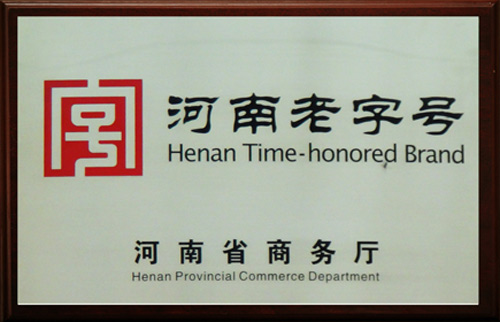 河南老字号
Henan Time-honored Brand
河南省商务厅
Henan Provincial Commerce Department